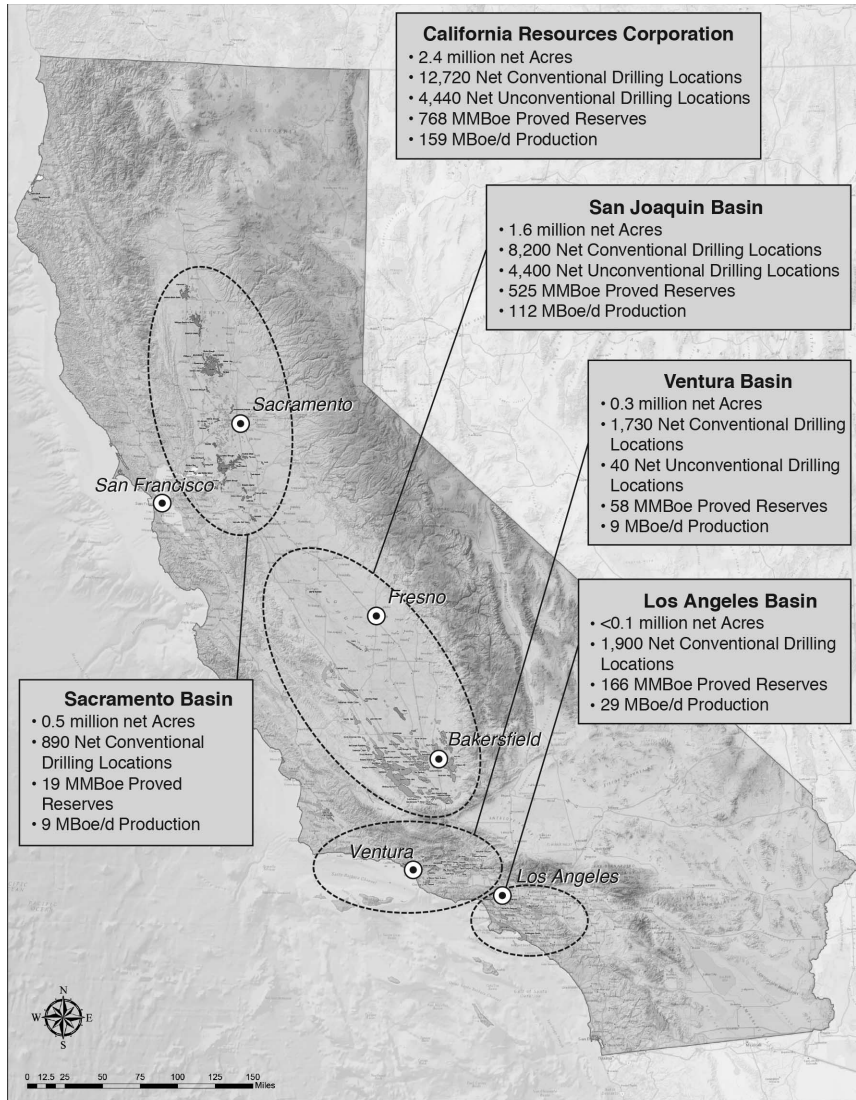 California Resources Corporation
• 2.4 million net Acres
• 12,720 Net Conventional Drilling Locations
• 4,440 Net Unconventional Drilling Locations
• 768 MMBoe Proved Reserves
• 159 MBoe/d Production
San Joaquin Basin
• 1.6 million net Acres
• 8,200 Net Conventional Drilling Locations
• 4,400 Net Unconventional Drilling Locations
• 525 MMBoe Proved Reserves
• 112 MBoe/d Production
Ventura Basin
• 0.3 million net Acres
• 1,730 Net Conventional Drilling
Locations
• 40 Net Unconventional Drilling
Locations
• 58 MMBoe Proved Reserves
• 9 MBoe/d Production
Los Angeles Basin
• <0.1 million net Acres
• 1,900 Net Conventional Drilling
Locations
• 166 MMBoe Proved Reserves
• 29 MBoe/d Production
Sacramento Basin
• 0.5 million net Acres
• 890 Net Conventional
Drilling Locations
• 19 MMBoe Proved
Reserves
• 9 MBoe/d Production
Sacramento
San Francisco
Fresno
Bakersfield
Ventura
Los Angeles
N
W E
S
0 12.5 25 50 75 100 125 150
Miles